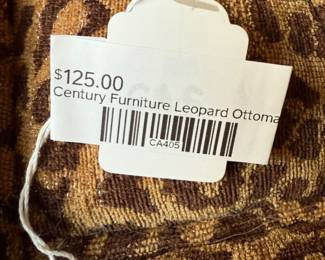 $125.00
Century Furniture Leopard Ottoma
CA405